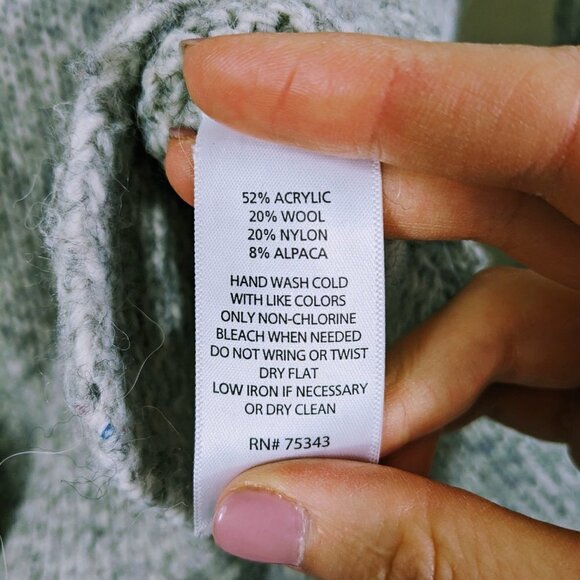 52% ACRYLIC
20% WOOL
20% NYLON
8% ALPACA
HAND WASH COLD
WITH LIKE COLORS
ONLY NON-CHLORINE
BLEACH WHEN NEEDED
DO NOT WRING OR TWIST
DRY FLAT
LOW IRON IF NECESSARY
OR DRY CLEAN
RN# 75343